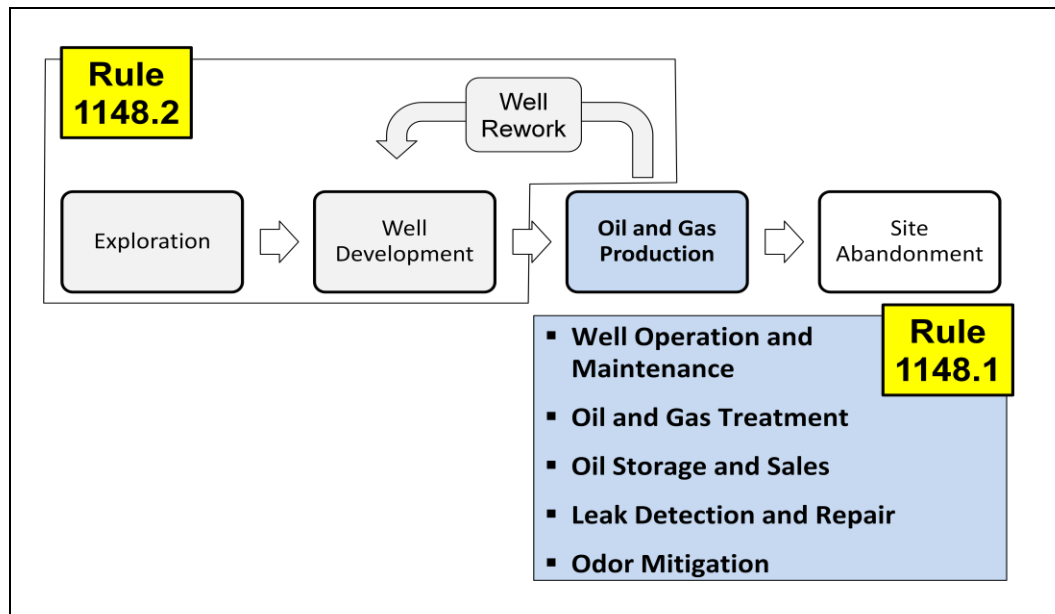 Rule
1148.2
Well
Rework
Exploration
Well
Development
Oil and Gas
Production
Site
Abandonment
Rule
1148.1
▪ Well Operation and
Maintenance
▪ Oil and Gas Treatment
▪ Oil Storage and Sales
▪ Leak Detection and Repair
▪ Odor Mitigation